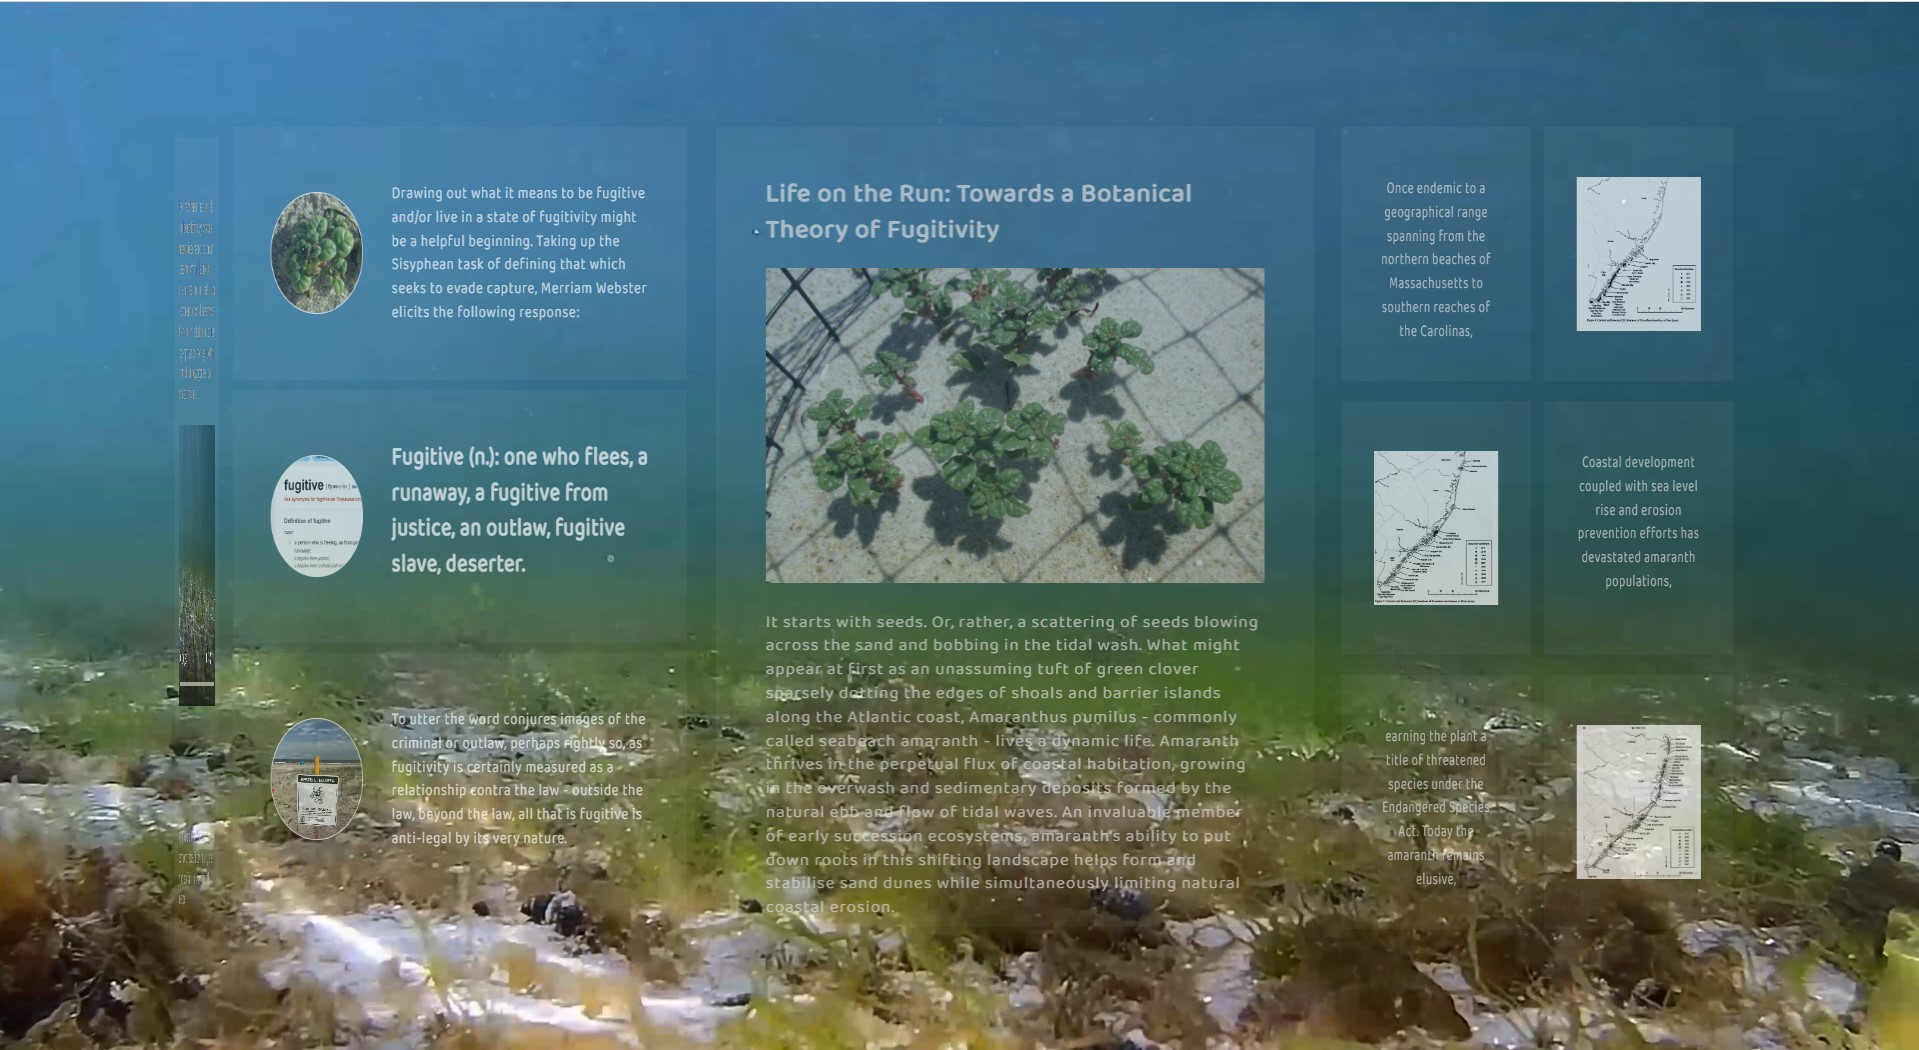 Drawing out what it means to be fugitive
and/or live in a state of fugitivity might
be a helpful beginning. Taking up the
Sisyphean task of defining that which
seeks to evade capture, Merriam Webster
elicits the following response:
fugitive
Definition of fugitive
Fugitive (n.): one who flees, a
runaway, a fugitive from
justice, an outlaw, fugitive
slave, deserter.
To utter the word conjures images of the
criminal or outlaw, perhaps rightly so, as
fugitivity is certainly measured as a
relationship contra the law - outside the
law, beyond the law, all that is fugitive is
anti-legal by its very nature.
Life on the Run: Towards a Botanical
Theory of Fugitivity
It starts with seeds. Or, rather, a scattering of seeds blowing
across the sand and bobbing in the tidal wash. What might
appear at first as an unassuming tuft of green clover
sparsely dotting the edges of shoals and barrier islands
along the Atlantic coast, Amaranthus pumilus - commonly
called seabeach amaranth - lives a dynamic life. Amaranth
thrives in the perpetual flux of coastal habitation, growing
in the overwash and sedimentary deposits formed by the
natural ebb and flow of tidal waves. An invaluable member
of early succession ecosystems, amaranth's ability to put
down roots in this shifting landscape helps form and
stabilise sand dunes while simultaneously limiting natural
coastal erosion.
Once endemic to a
geographical range
spanning from the
northern beaches of
Massachusetts to
southern reaches of
the Carolinas,
Coastal development
coupled with sea level
rise and erosion
prevention efforts has
devastated amaranth
populations,
earning the plant a
title of threatened
species under the
Endangered Species
Act. Today the
amaranth remains
elusive,